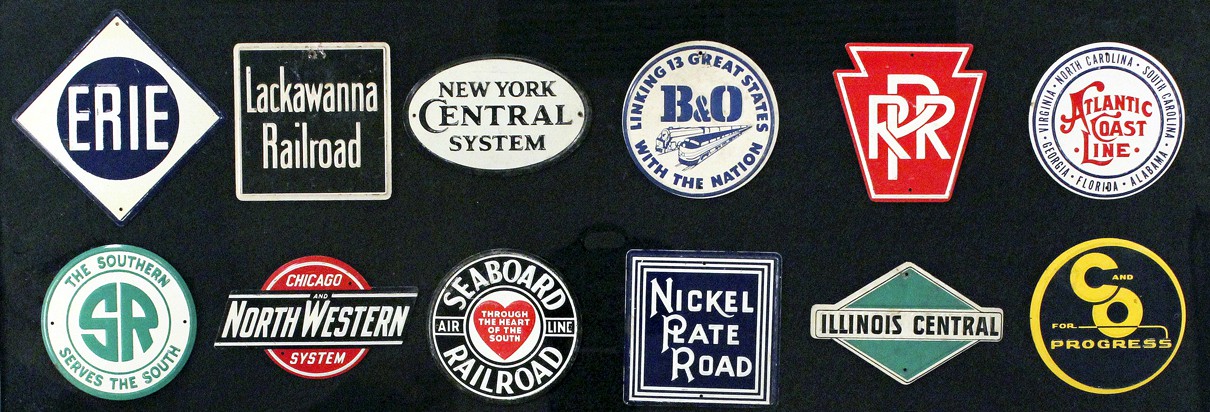 ERIE
Lackawanna
Railroad
NEW YORK
CENTRAL
SYSTEM
LINKING 13 GREAT STATES
B&O
WITH THE NATION
PRR
VIRGINIA · NORTH CAROLINA · SOUTH CAROLINA
ATLANTIC
COAST
LINE
GEORGIA · FLORIDA · ALABAMA
THE SOUTHERN
SR
SERVES THE SOUTH
CHICAGO
AND
NORTH WESTERN
SYSTEM
SEABOARD
AIR LINE
THROUGH
THE HEART
OF THE
SOUTH
RAILROAD
NICKEL
PLATE
ROAD
ILLINOIS CENTRAL
C AND
O
FOR
PROGRESS